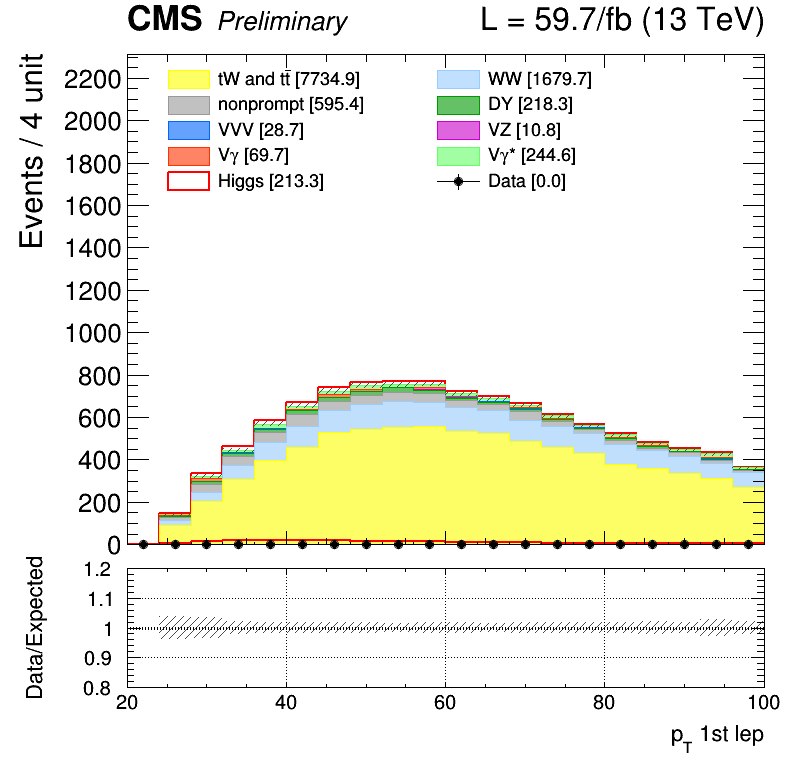 CMS Preliminary L = 59.7/fb (13 TeV)
Events / 4 unit
2200
2000
1800
1600
1400
1200
1000
800
600
400
200
0
tW and tt̄ [7734.9] WW [1679.7]
nonprompt [595.4] DY [218.3]
VVV [28.7] VZ [10.8]
Vγ [69.7] Vγ* [244.6]
Higgs [213.3] Data [0.0]
Data/Expected
1.2
1.1
1
0.9
0.8
20 40 60 80 100
p_T 1st lep